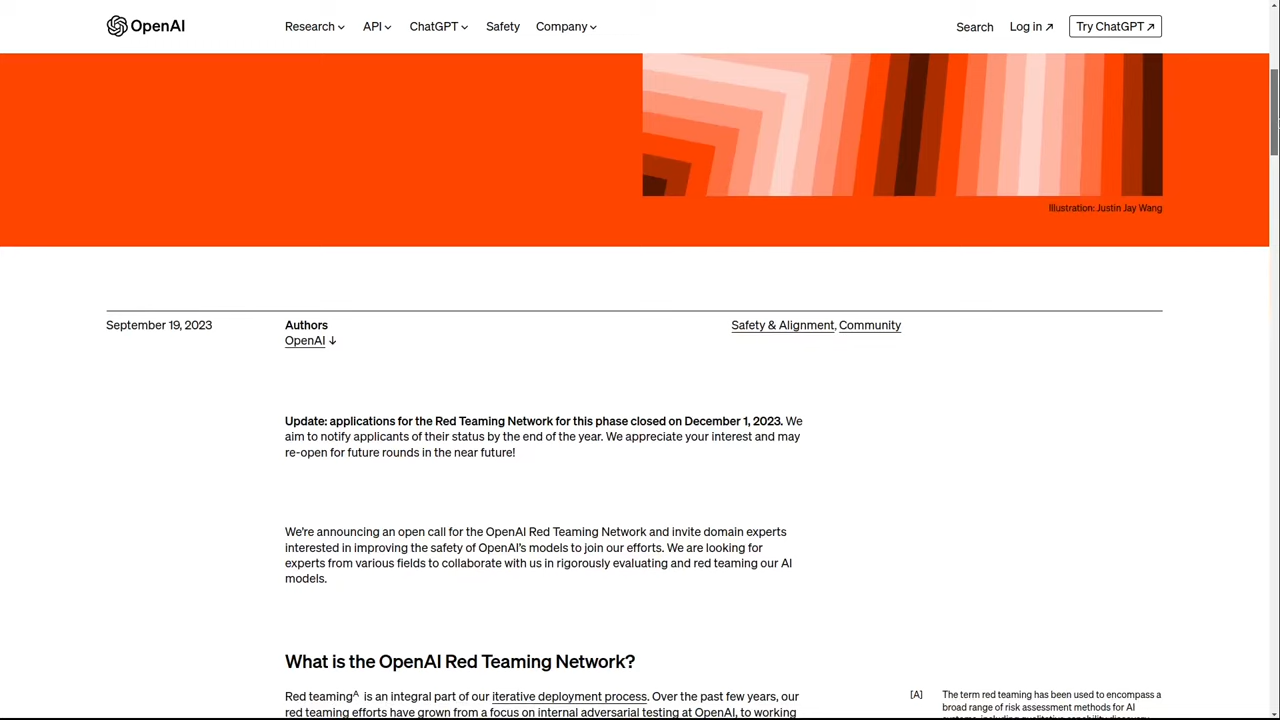 OpenAI
Research API ChatGPT Safety Company
Search Log in ↗ Try ChatGPT ↗
Illustration: Justin Jay Wang
September 19, 2023
Authors
OpenAI ↓
Safety & Alignment, Community
Update: applications for the Red Teaming Network for this phase closed on December 1, 2023. We
aim to notify applicants of their status by the end of the year. We appreciate your interest and may
re-open for future rounds in the near future!
We're announcing an open call for the OpenAI Red Teaming Network and invite domain experts
interested in improving the safety of OpenAI's models to join our efforts. We are looking for
experts from various fields to collaborate with us in rigorously evaluating and red teaming our AI
models.
What is the OpenAI Red Teaming Network?
Red teaming^A is an integral part of our iterative deployment process. Over the past few years, our
red teaming efforts have grown from a focus on internal adversarial testing at OpenAI, to working
[A] The term red teaming has been used to encompass a
broad range of risk assessment methods for AI